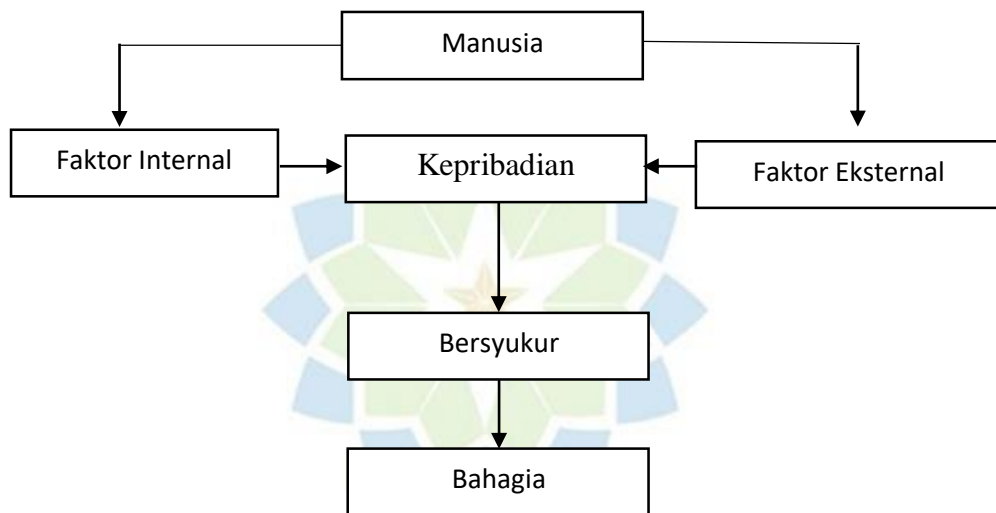 Manusia
Faktor Internal
Kepribadian
Faktor Eksternal
Bersyukur
Bahagia